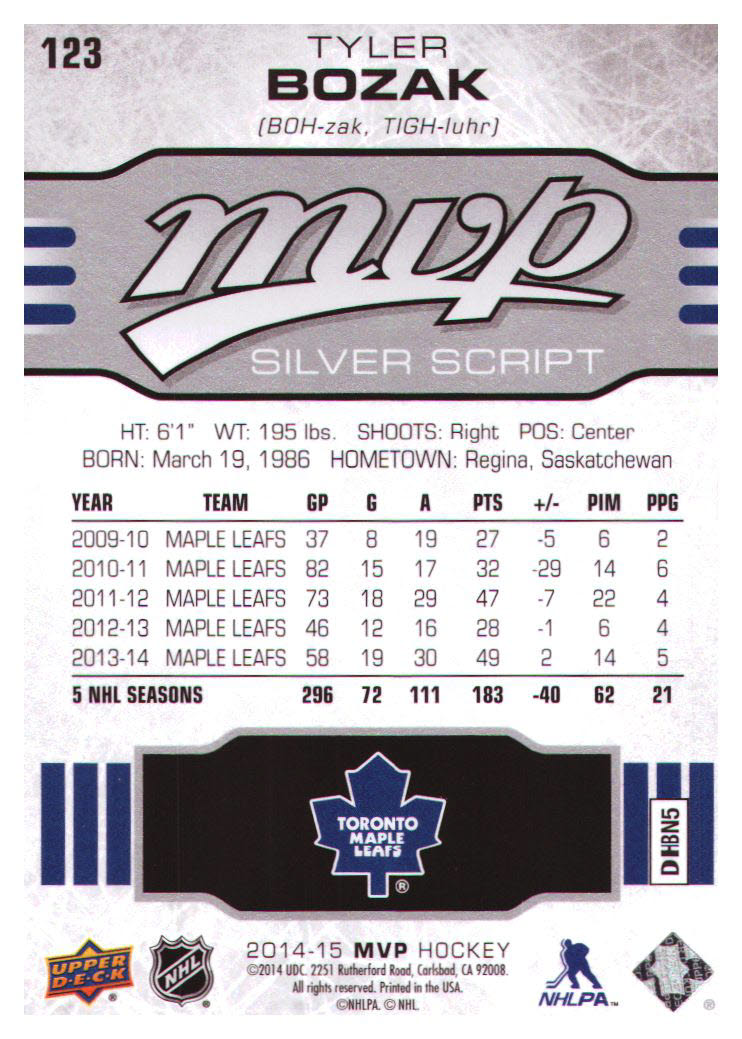 123
TYLER
BOZAK
(BOH-zak, TIGH-luhr)
mvp
SILVER SCRIPT
HT: 6'1" WT: 195 lbs. SHOOTS: Right POS: Center
BORN: March 19, 1986 HOMETOWN: Regina, Saskatchewan
YEAR TEAM GP G A PTS +/- PIM PPG
2009-10 MAPLE LEAFS 37 8 19 27 -5 6 2
2010-11 MAPLE LEAFS 82 15 17 32 -29 14 6
2011-12 MAPLE LEAFS 73 18 29 47 -7 22 4
2012-13 MAPLE LEAFS 46 12 16 28 -1 6 4
2013-14 MAPLE LEAFS 58 19 30 49 2 14 5
5 NHL SEASONS 296 72 111 183 -40 62 21
TORONTO
MAPLE
LEAFS
®
DHBN5
UPPER
D·E·C·K
®
NHL
®
2014-15 MVP HOCKEY
©2014 UDC. 2251 Rutherford Road, Carlsbad, CA 92008.
All rights reserved. Printed in the USA.
©NHLPA. © NHL.
NHLPA™
®